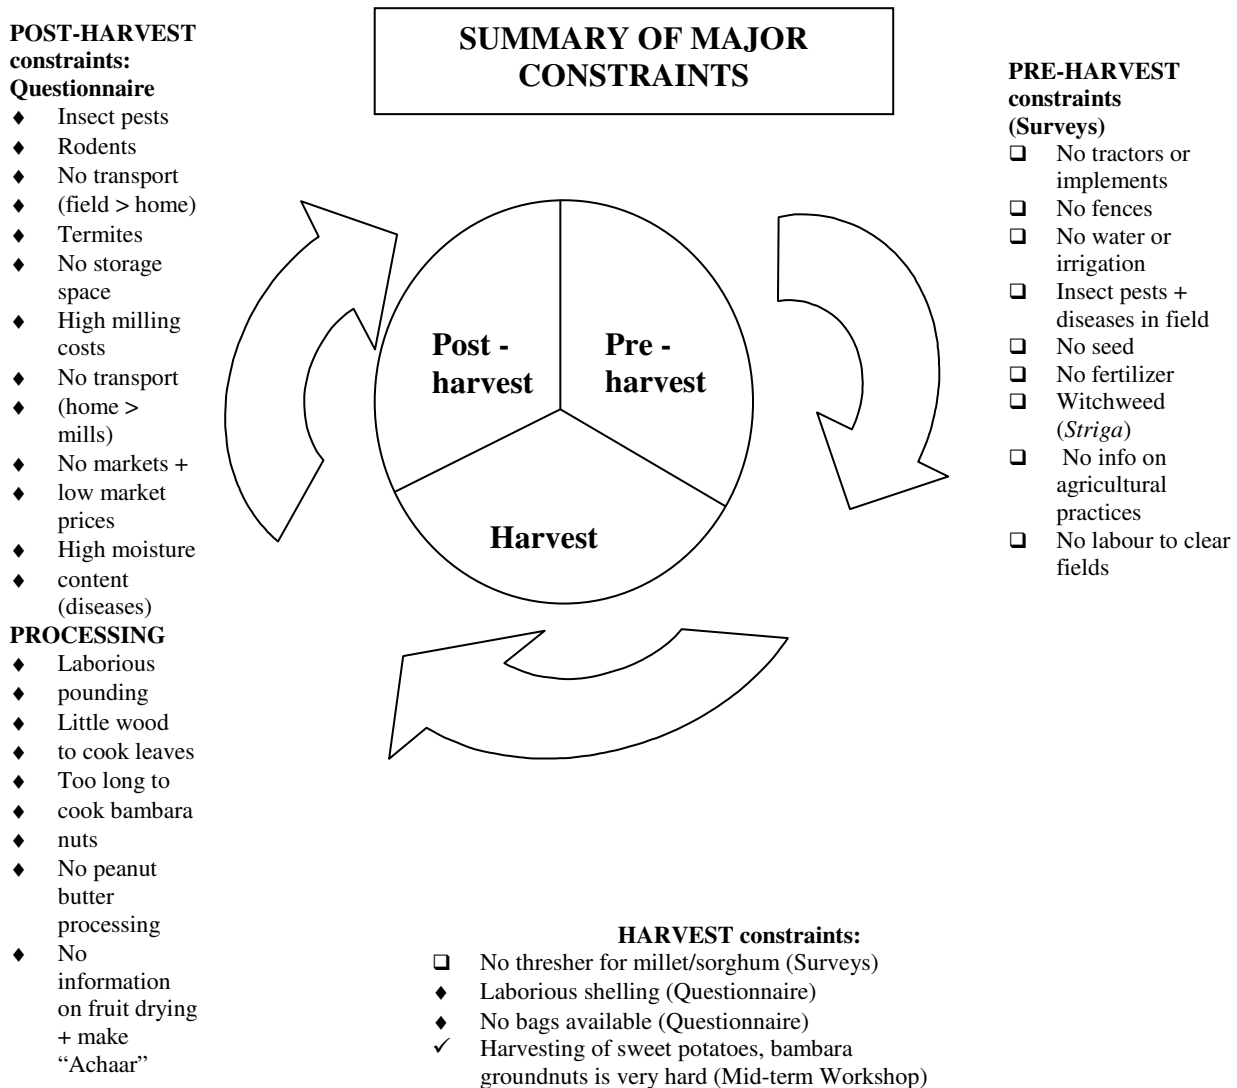 SUMMARY OF MAJOR
CONSTRAINTS
POST-HARVEST
constraints:
Questionnaire
♦ Insect pests
♦ Rodents
♦ No transport
♦ (field > home)
♦ Termites
♦ No storage
space
♦ High milling
costs
♦ No transport
♦ (home >
mills)
♦ No markets +
♦ low market
prices
♦ High moisture
♦ content
(diseases)
PROCESSING
♦ Laborious
♦ pounding
♦ Little wood
♦ to cook leaves
♦ Too long to
♦ cook bambara
♦ nuts
♦ No peanut
butter
processing
♦ No
information
on fruit drying
+ make
“Achaar”
Post -
harvest
Pre -
harvest
Harvest
PRE-HARVEST
constraints
(Surveys)
❑ No tractors or
implements
❑ No fences
❑ No water or
irrigation
❑ Insect pests +
diseases in field
❑ No seed
❑ No fertilizer
❑ Witchweed
(Striga)
❑ No info on
agricultural
practices
❑ No labour to clear
fields
HARVEST constraints:
❑ No thresher for millet/sorghum (Surveys)
♦ Laborious shelling (Questionnaire)
♦ No bags available (Questionnaire)
✓ Harvesting of sweet potatoes, bambara
groundnuts is very hard (Mid-term Workshop)